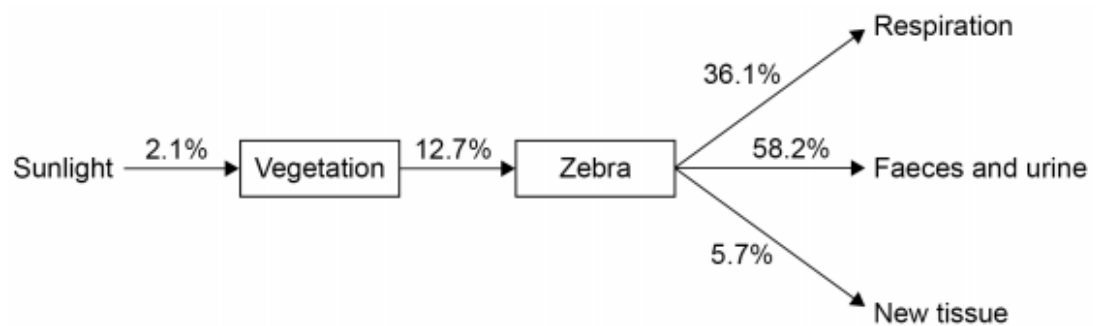 Respiration
36.1%
Sunlight 2.1% Vegetation 12.7% Zebra 58.2% Faeces and urine
5.7%
New tissue